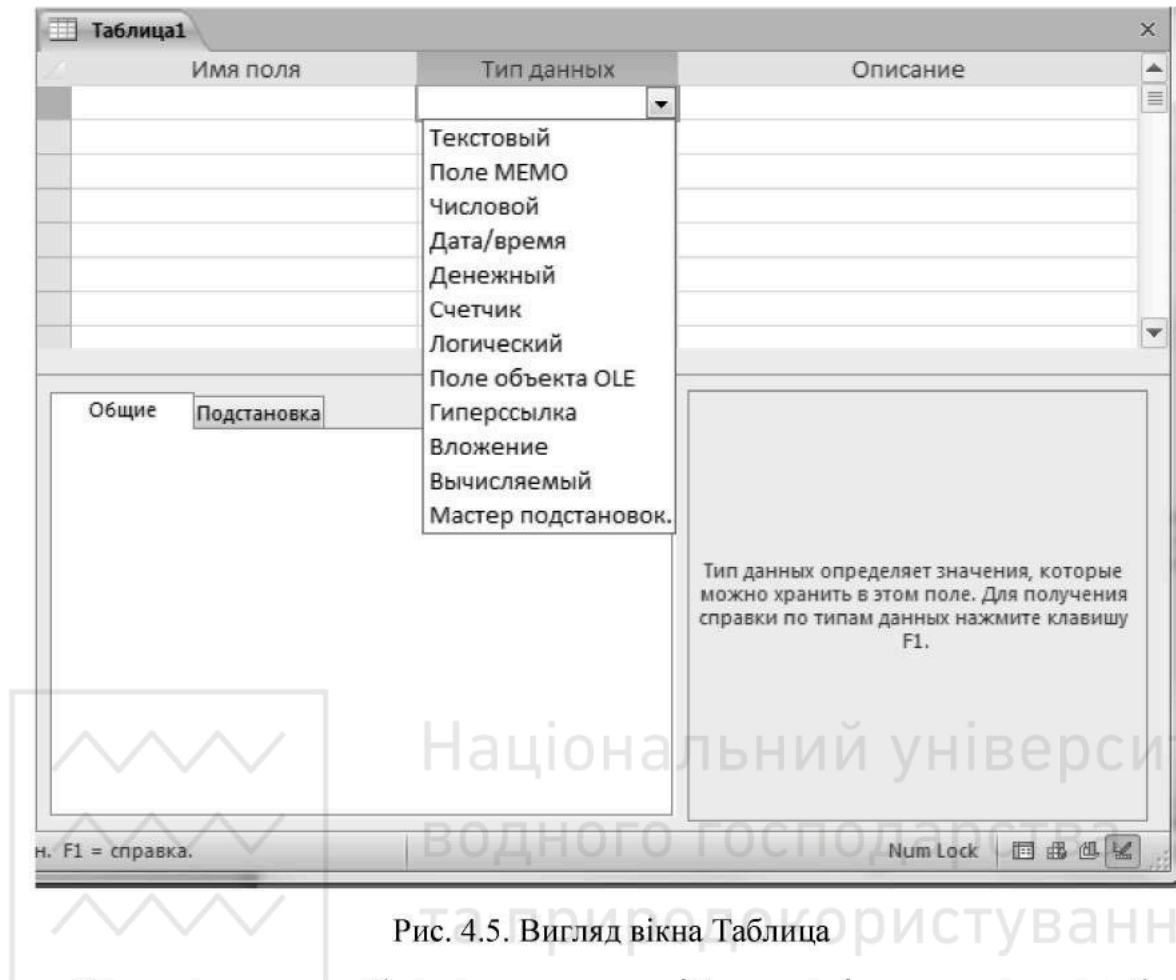 Таблица1
Имя поля Тип данных Описание
Текстовый
Поле МЕМО
Числовой
Дата/время
Денежный
Счетчик
Логический
Поле объекта OLE
Гиперссылка
Вложение
Вычисляемый
Мастер подстановок.
Общие Подстановка
Тип данных определяет значения, которые
можно хранить в этом поле. Для получения
справки по типам данных нажмите клавишу
F1.
Національний універси
водного господарства
н. F1 = справка. Num Lock
та природокористуванн
Рис. 4.5. Вигляд вікна Таблица